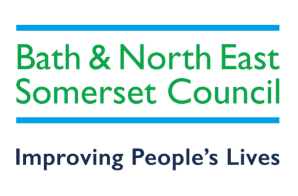 Bath & North East
Somerset Council
Improving People's Lives